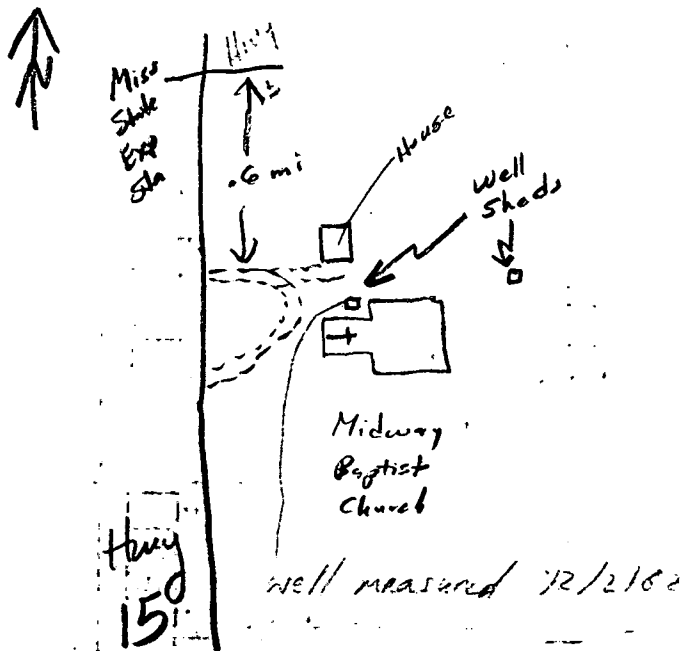 N
Hwy
Miss
State
Exp
Sta
.6 mi
House
Well
Sheds
Midway
Baptist
Church
Hwy
15
well measured